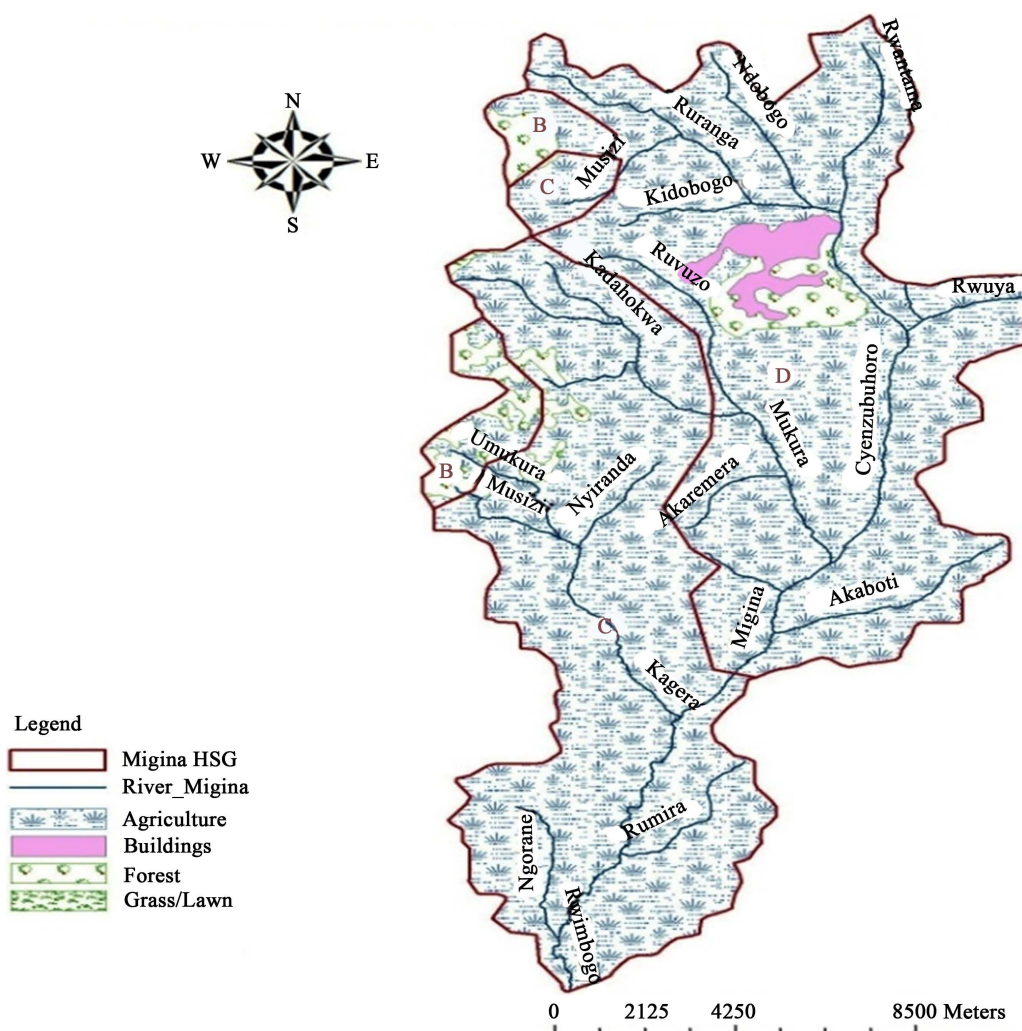 Rwantama
Ndobogo
N
B
Ruranga
W
E
Musizi
C
Kidobogo
S
Ruvuzo
Kadahokwa
Rwuya
D
Cyenzubuhoro
Mukura
Umukura
B
Musizi
Nyiranda
Akaremera
Akaboti
Migina
C
Kagera
Legend
Migina HSG
River_Migina
Agriculture
Buildings
Forest
Grass/Lawn
Rumira
Ngorane
Rwimbogo
0 2125 4250 8500 Meters